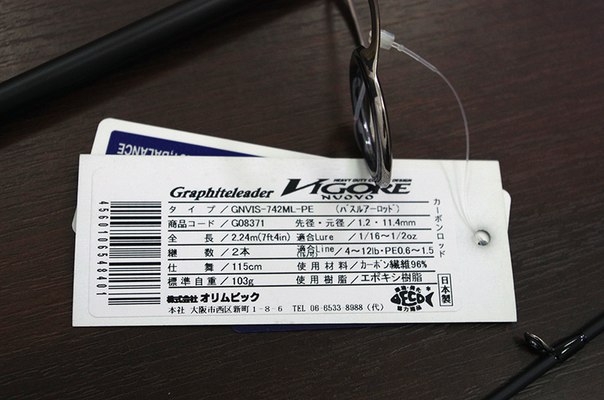 T, BALANCE
Graphiteleader VIGORE
HEAVY DUTY DESIGN
NUOVO
タイプ／GNVIS-742ML-PE （バスルアーロッド）
商品コード／G08371 先径・元径／1.2・11.4mm
全長／2.24m(7ft4in) 適合Lure／1/16～1/2oz
継数／2本 適合Line／4～12lb・PE0.6～1.5
仕舞／115cm 使用材料／カーボン繊維96%
標準自重／103g 使用樹脂／エポキシ樹脂
株式会社オリムピック
本社 大阪市西区新町1-8-6 TEL 06-6533-8988（代）
カーボンロッド
日本製
4560106548401